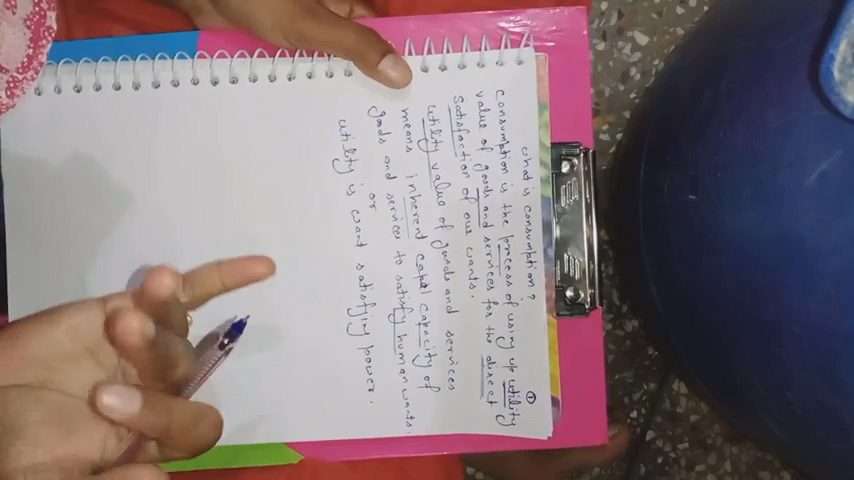 ①
what is consumption?
consumption is the process of using up utility
value of goods and services for the direct
satisfaction of our wants.
utility value of goods and services
means inherent capacity of
goods and services to satisfy human wants.
or
utility is want satisfying power.